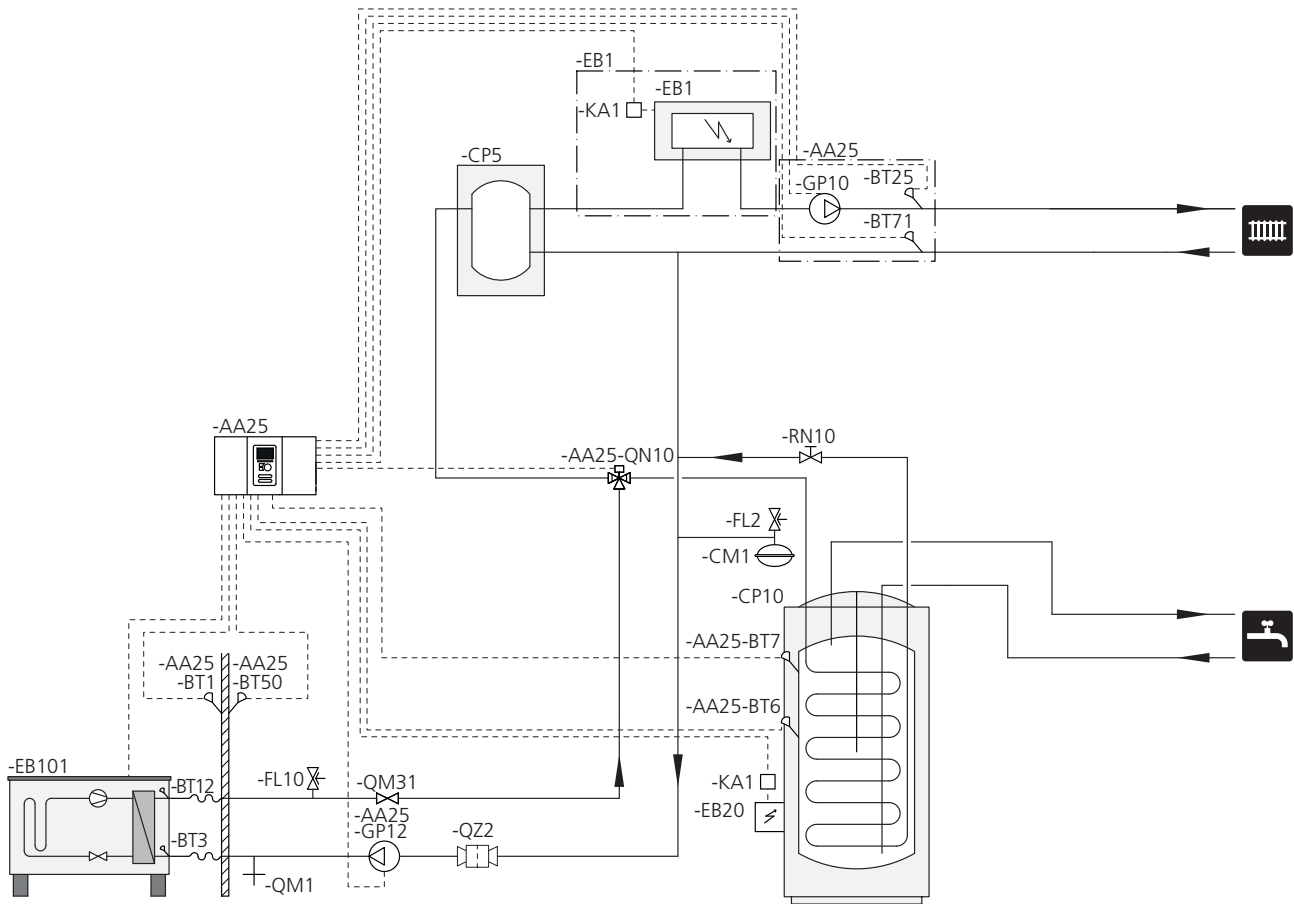 -EB1
-EB1
-KA1
-CP5
-AA25
-GP10
-BT25
-BT71
-AA25
-AA25-QN10
-RN10
-FL2
-CM1
-CP10
-AA25-BT7
-AA25
-BT1
-AA25
-BT50
-AA25-BT6
-EB101
-BT12
-FL10
-QM31
-KA1
-EB20
-AA25
-GP12
-QZ2
-BT3
-QM1